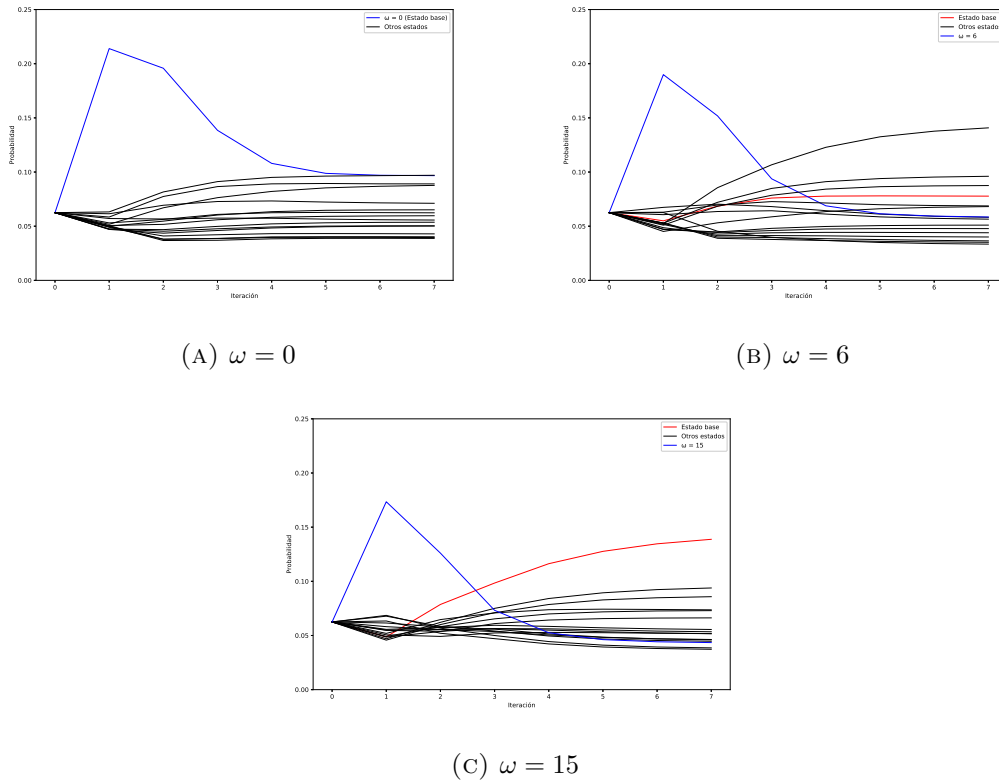 0.25
0.20
0.15
0.10
0.05
0.00
Probabilidad
ω = 0 (Estado base)
Otros estados
0 1 2 3 4 5 6 7
Iteración
(A) ω = 0
0.25
0.20
0.15
0.10
0.05
0.00
Probabilidad
Estado base
Otros estados
ω = 6
0 1 2 3 4 5 6 7
Iteración
(B) ω = 6
0.25
0.20
0.15
0.10
0.05
0.00
Probabilidad
Estado base
Otros estados
ω = 15
0 1 2 3 4 5 6 7
Iteración
(C) ω = 15